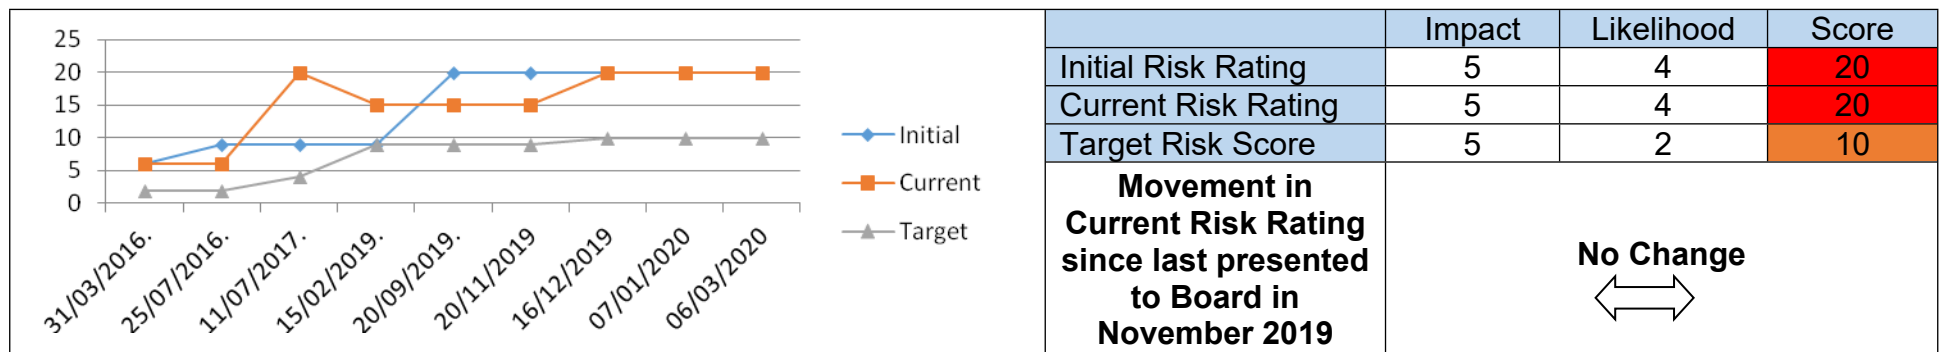 25
20
15
10
5
0
31/03/2016.
25/07/2016.
11/07/2017.
15/02/2019.
20/09/2019.
20/11/2019
16/12/2019
07/01/2020
06/03/2020
Initial
Current
Target
Impact Likelihood Score
Initial Risk Rating 5 4 20
Current Risk Rating 5 4 20
Target Risk Score 5 2 10
Movement in
Current Risk Rating
since last presented
to Board in
November 2019
No Change